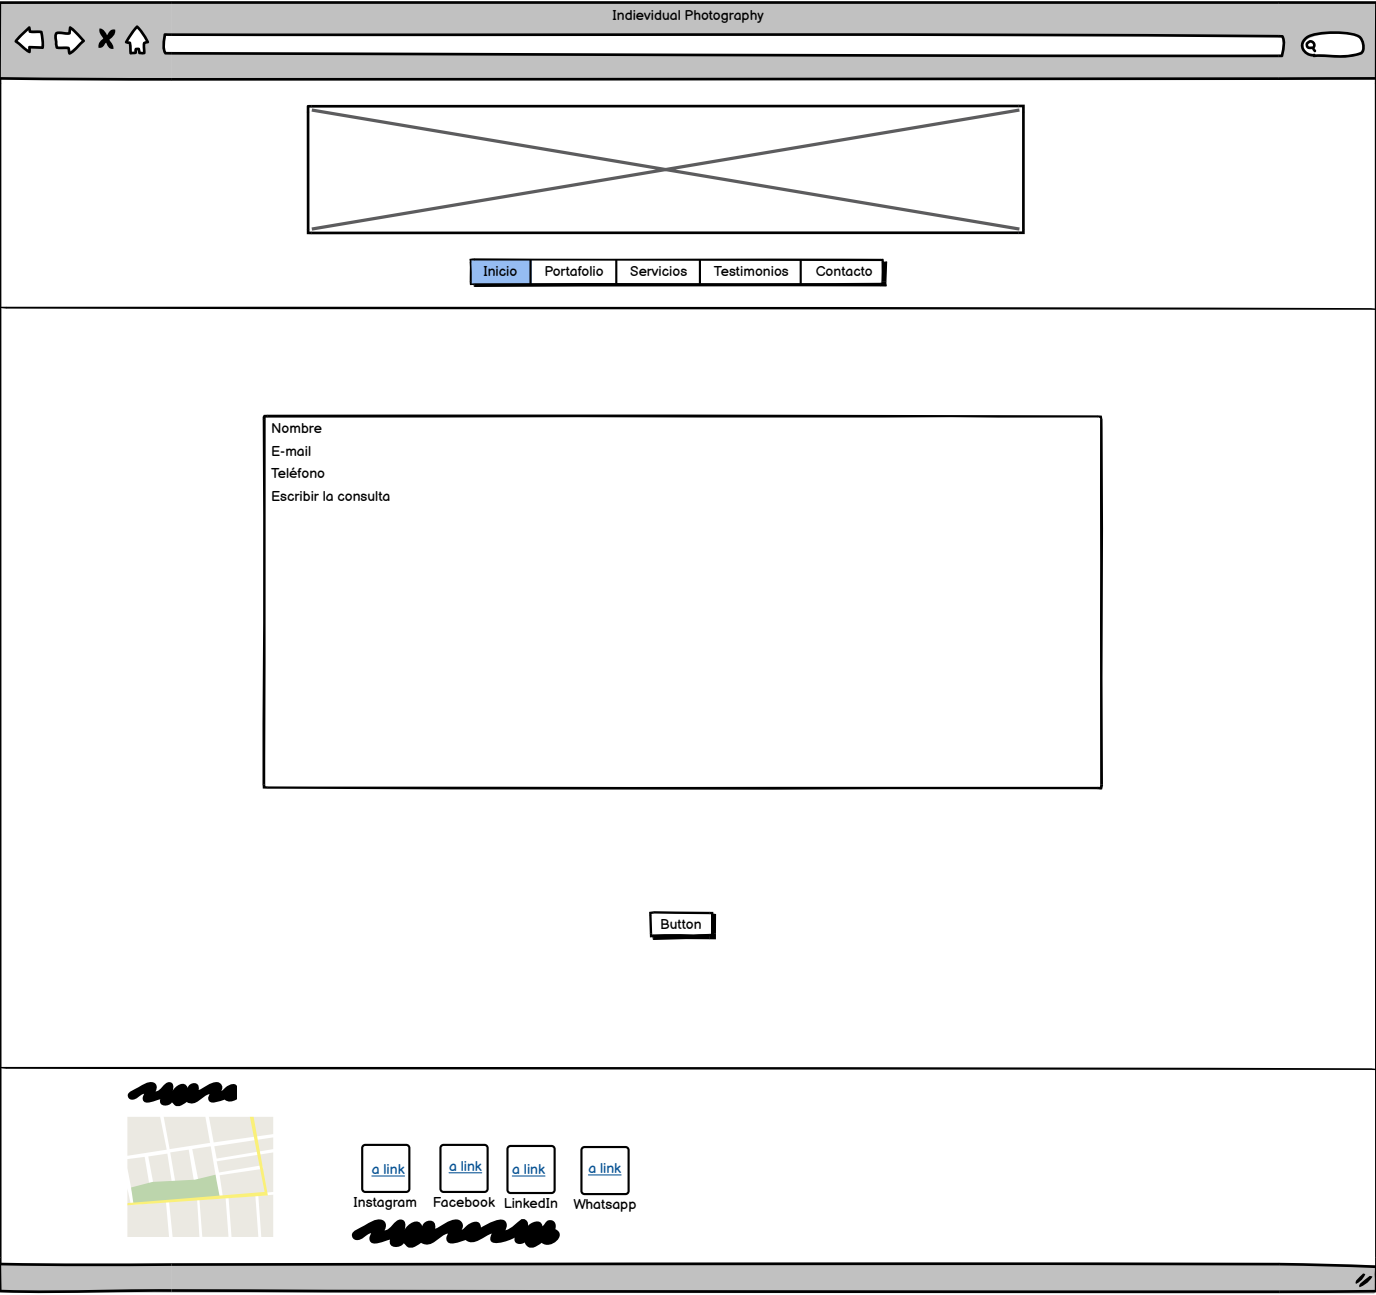 Indievidual Photography
Inicio Portafolio Servicios Testimonios Contacto
Nombre
E-mail
Teléfono
Escribir la consulta
Button
a link a link a link a link
Instagram Facebook LinkedIn Whatsapp